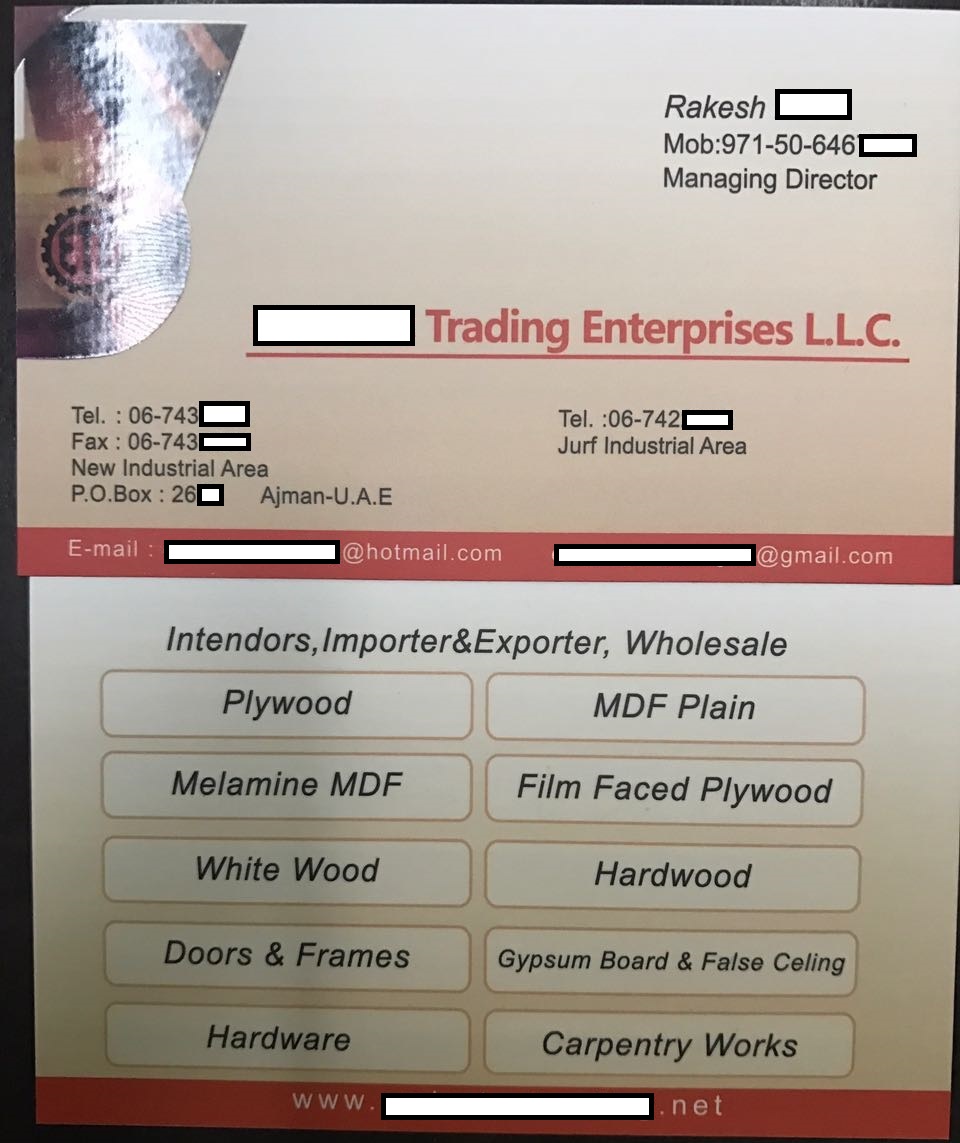 Rakesh
Mob:971-50-646
Managing Director
Trading Enterprises L.L.C.
Tel. : 06-743
Fax : 06-743
New Industrial Area
P.O.Box : 26 Ajman-U.A.E
Tel. :06-742
Jurf Industrial Area
E-mail : @hotmail.com @gmail.com
Intendors,Importer&Exporter, Wholesale
Plywood
MDF Plain
Melamine MDF
Film Faced Plywood
White Wood
Hardwood
Doors & Frames
Gypsum Board & False Celing
Hardware
Carpentry Works
www. .net